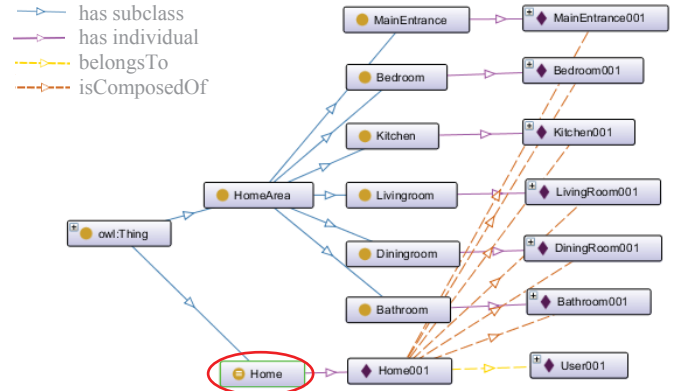 has subclass
has individual
belongsTo
isComposedOf
MainEntrance
MainEntrance001
Bedroom
Bedroom001
Kitchen
Kitchen001
HomeArea
Livingroom
LivingRoom001
owl:Thing
Diningroom
DiningRoom001
Bathroom
Bathroom001
Home
Home001
User001